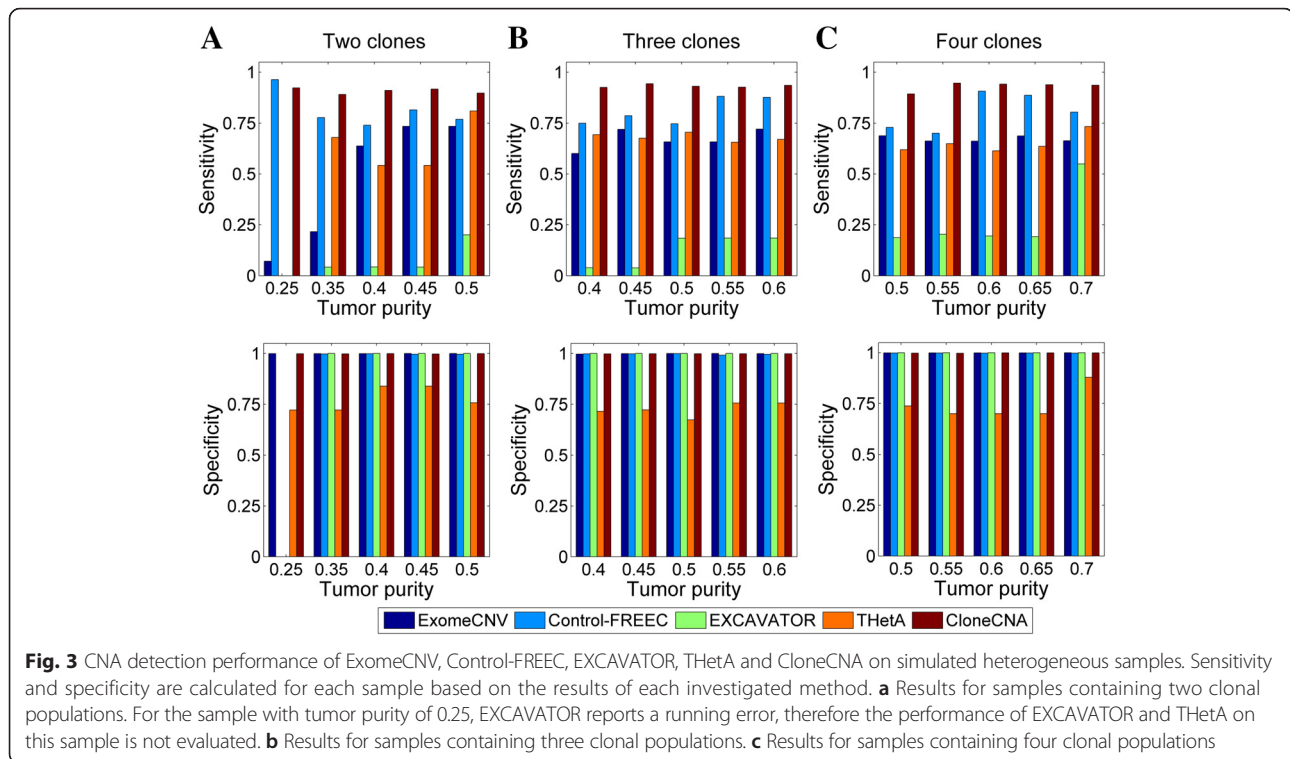 A Two clones
B Three clones
C Four clones
Sensitivity
1
0.75
0.5
0.25
0
0.25 0.35 0.4 0.45 0.5
Tumor purity
Sensitivity
1
0.75
0.5
0.25
0
0.4 0.45 0.5 0.55 0.6
Tumor purity
Sensitivity
1
0.75
0.5
0.25
0
0.5 0.55 0.6 0.65 0.7
Tumor purity
Specificity
1
0.75
0.5
0.25
0
0.25 0.35 0.4 0.45 0.5
Tumor purity
Specificity
1
0.75
0.5
0.25
0
0.4 0.45 0.5 0.55 0.6
Tumor purity
Specificity
1
0.75
0.5
0.25
0
0.5 0.55 0.6 0.65 0.7
Tumor purity
ExomeCNV Control-FREEC EXCAVATOR THetA CloneCNA
Fig. 3 CNA detection performance of ExomeCNV, Control-FREEC, EXCAVATOR, THetA and CloneCNA on simulated heterogeneous samples. Sensitivity
and specificity are calculated for each sample based on the results of each investigated method. a Results for samples containing two clonal
populations. For the sample with tumor purity of 0.25, EXCAVATOR reports a running error, therefore the performance of EXCAVATOR and THetA on
this sample is not evaluated. b Results for samples containing three clonal populations. c Results for samples containing four clonal populations